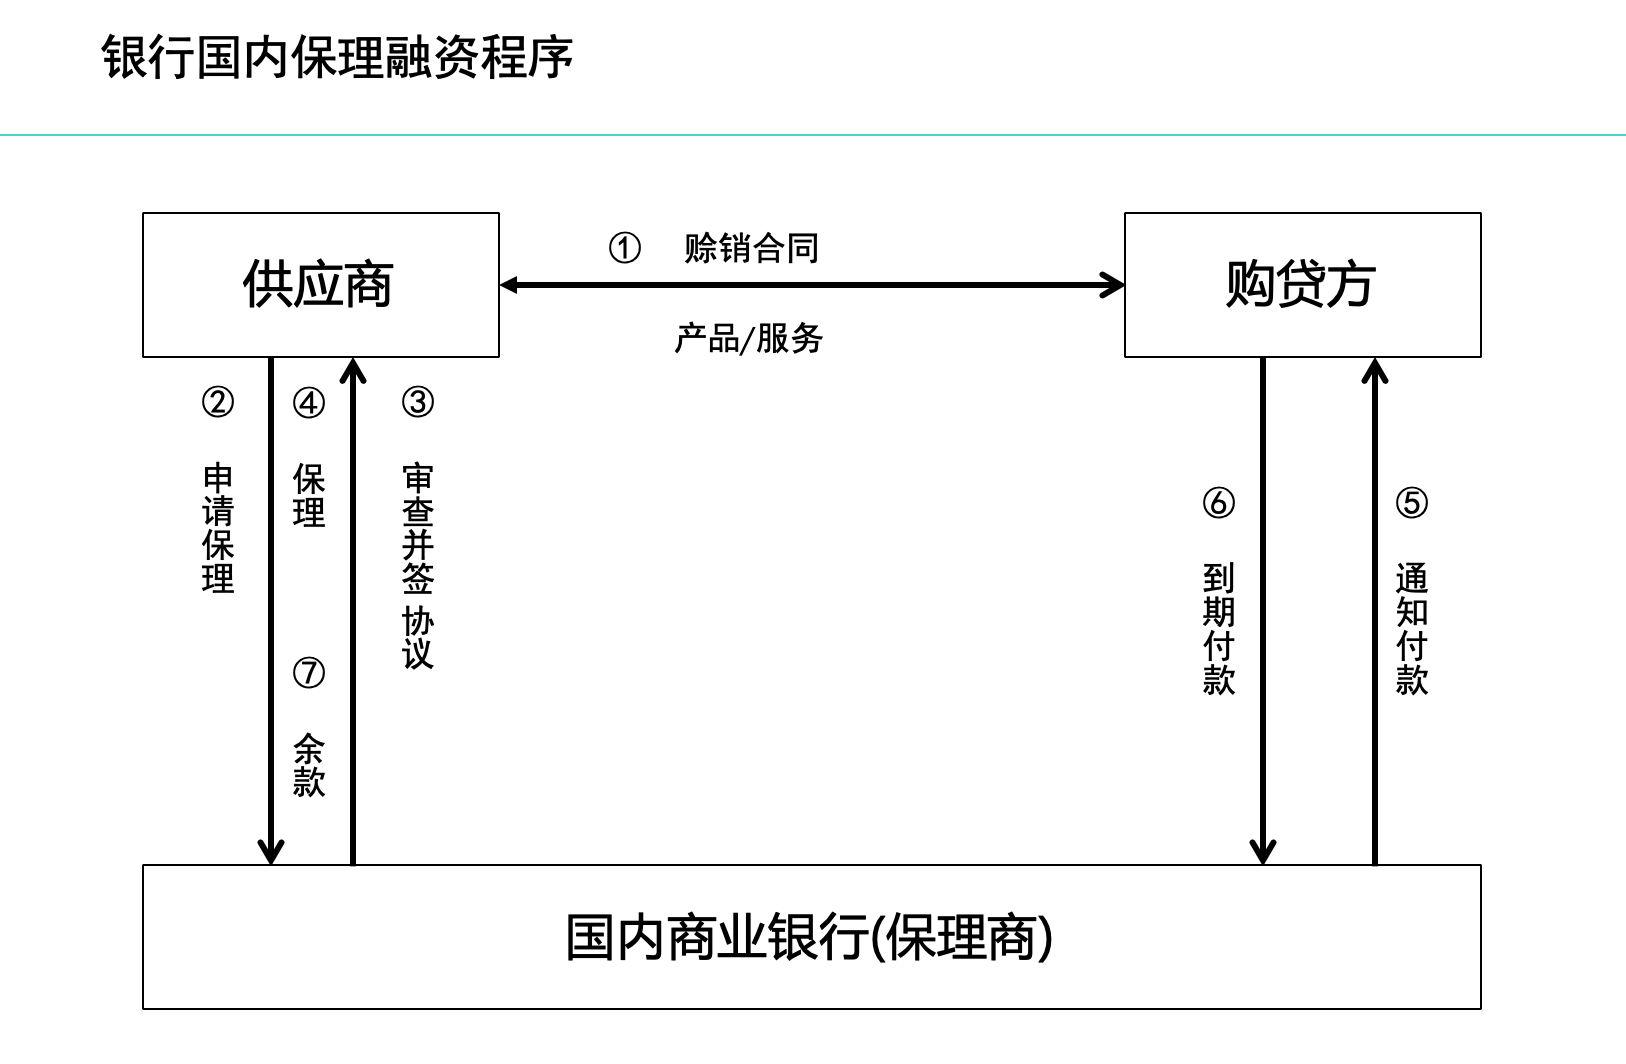 银行国内保理融资程序
供应商
① 赊销合同
产品/服务
购贷方
② 申请保理
④ 保理
③ 审查并签协议
⑦ 余款
⑥ 到期付款
⑤ 通知付款
国内商业银行(保理商)